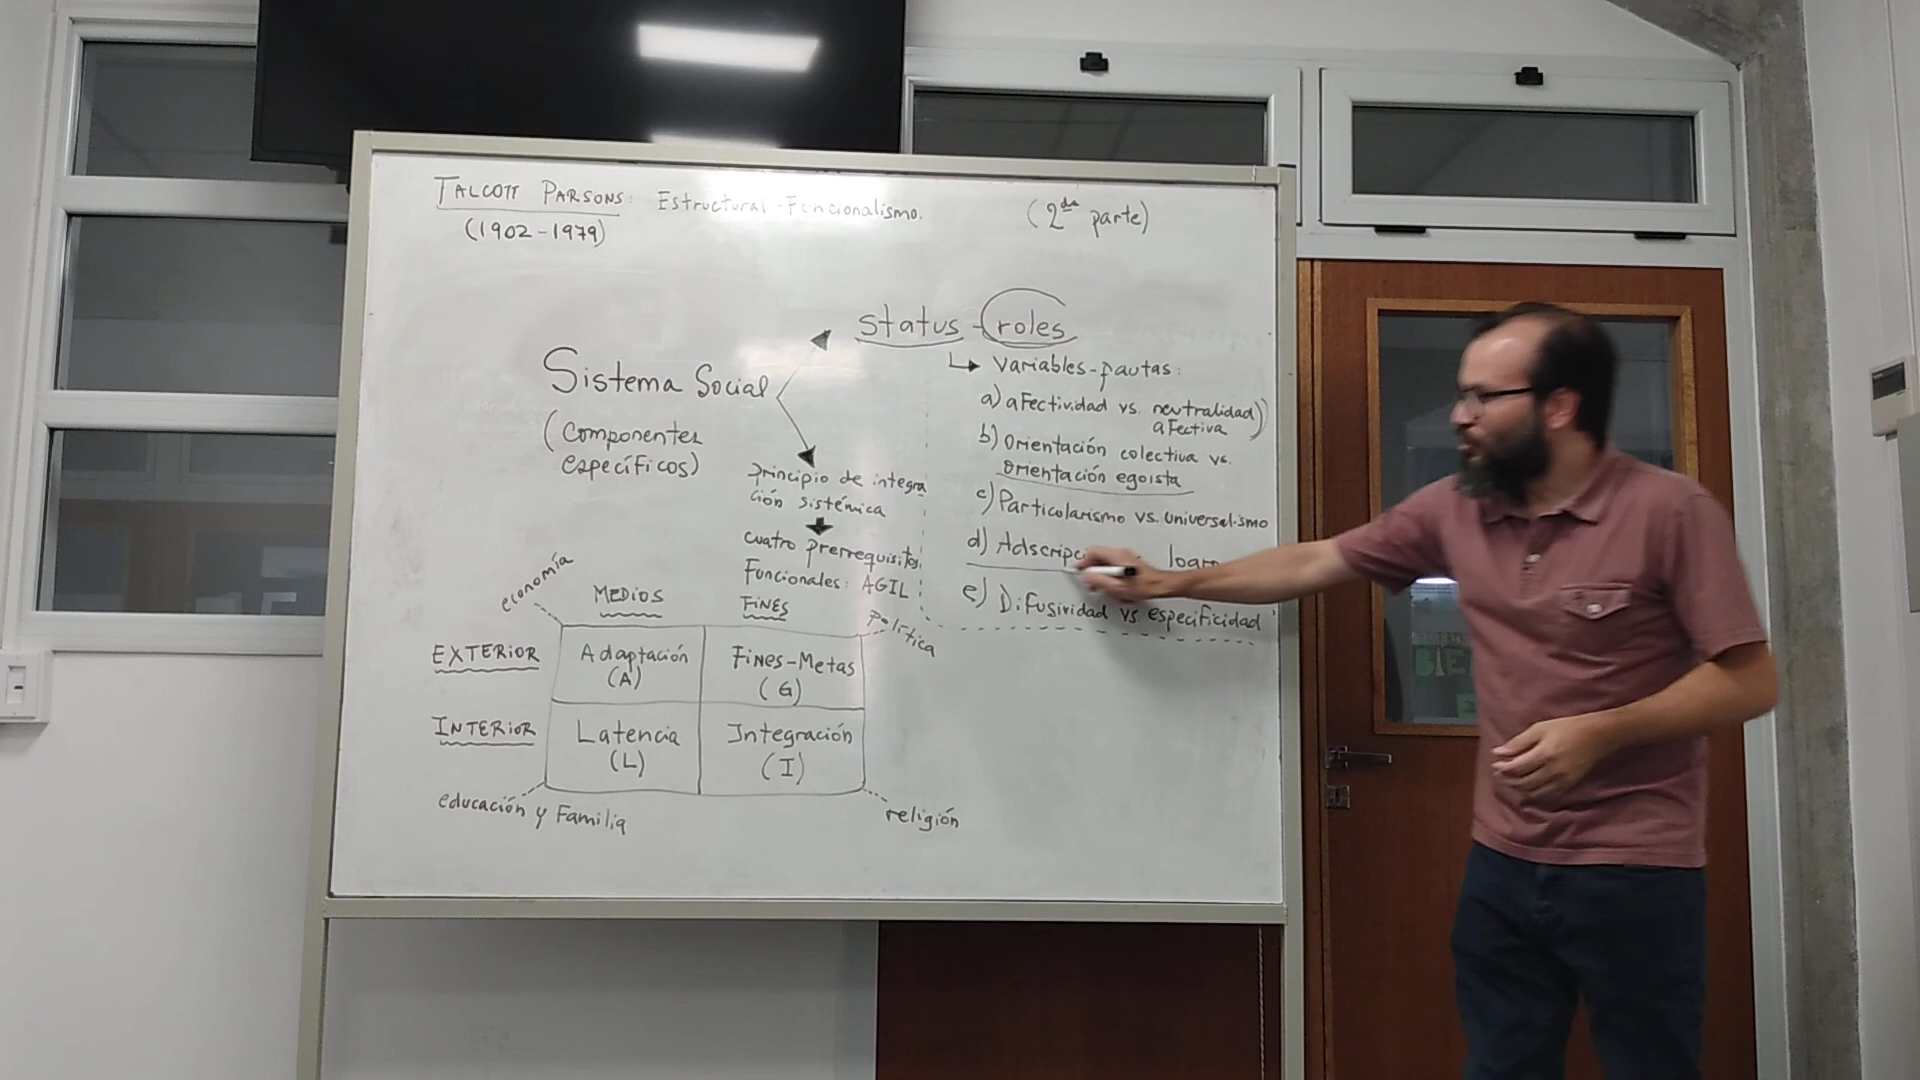 TALCOTT PARSONS: Estructural-Funcionalismo.
(1902-1979)
(2da parte)
status - roles
Sistema Social
(componentes
específicos)
variables-pautas:
a) afectividad vs. neutralidad
afectiva
b) Orientación colectiva vs.
Orientación egoísta
c) Particularismo vs. universalismo
d)
e) Difusividad vs. especificidad
principio de integra
ción sistémica
cuatro prerrequisitos
Funcionales: AGIL
economía
MEDIOS
FINES
política
EXTERIOR
Adaptación
(A)
Fines-Metas
(G)
INTERIOR
Latencia
(L)
Integración
(I)
educación y Familia
religión